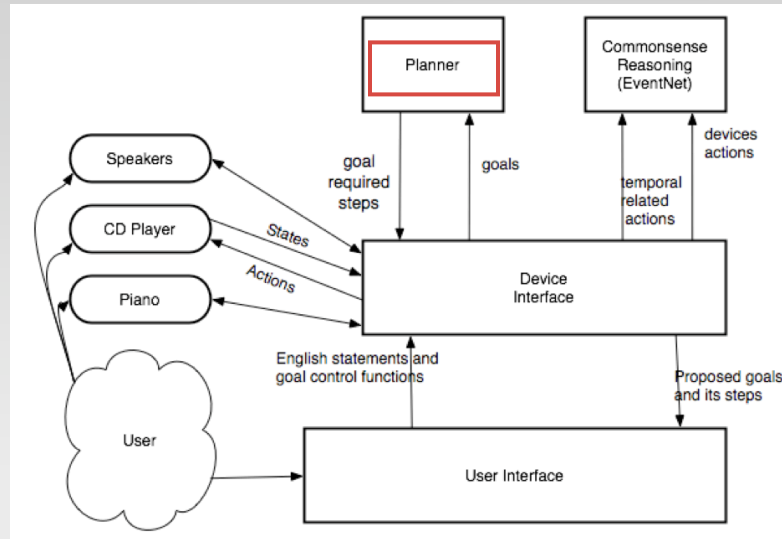 Planner
Commonsense
Reasoning
(EventNet)
Speakers
goal
required
steps
goals
devices
actions
temporal
related
actions
CD Player
States
Actions
Device
Interface
Piano
English statements and
goal control functions
Proposed goals
and its steps
User
User Interface